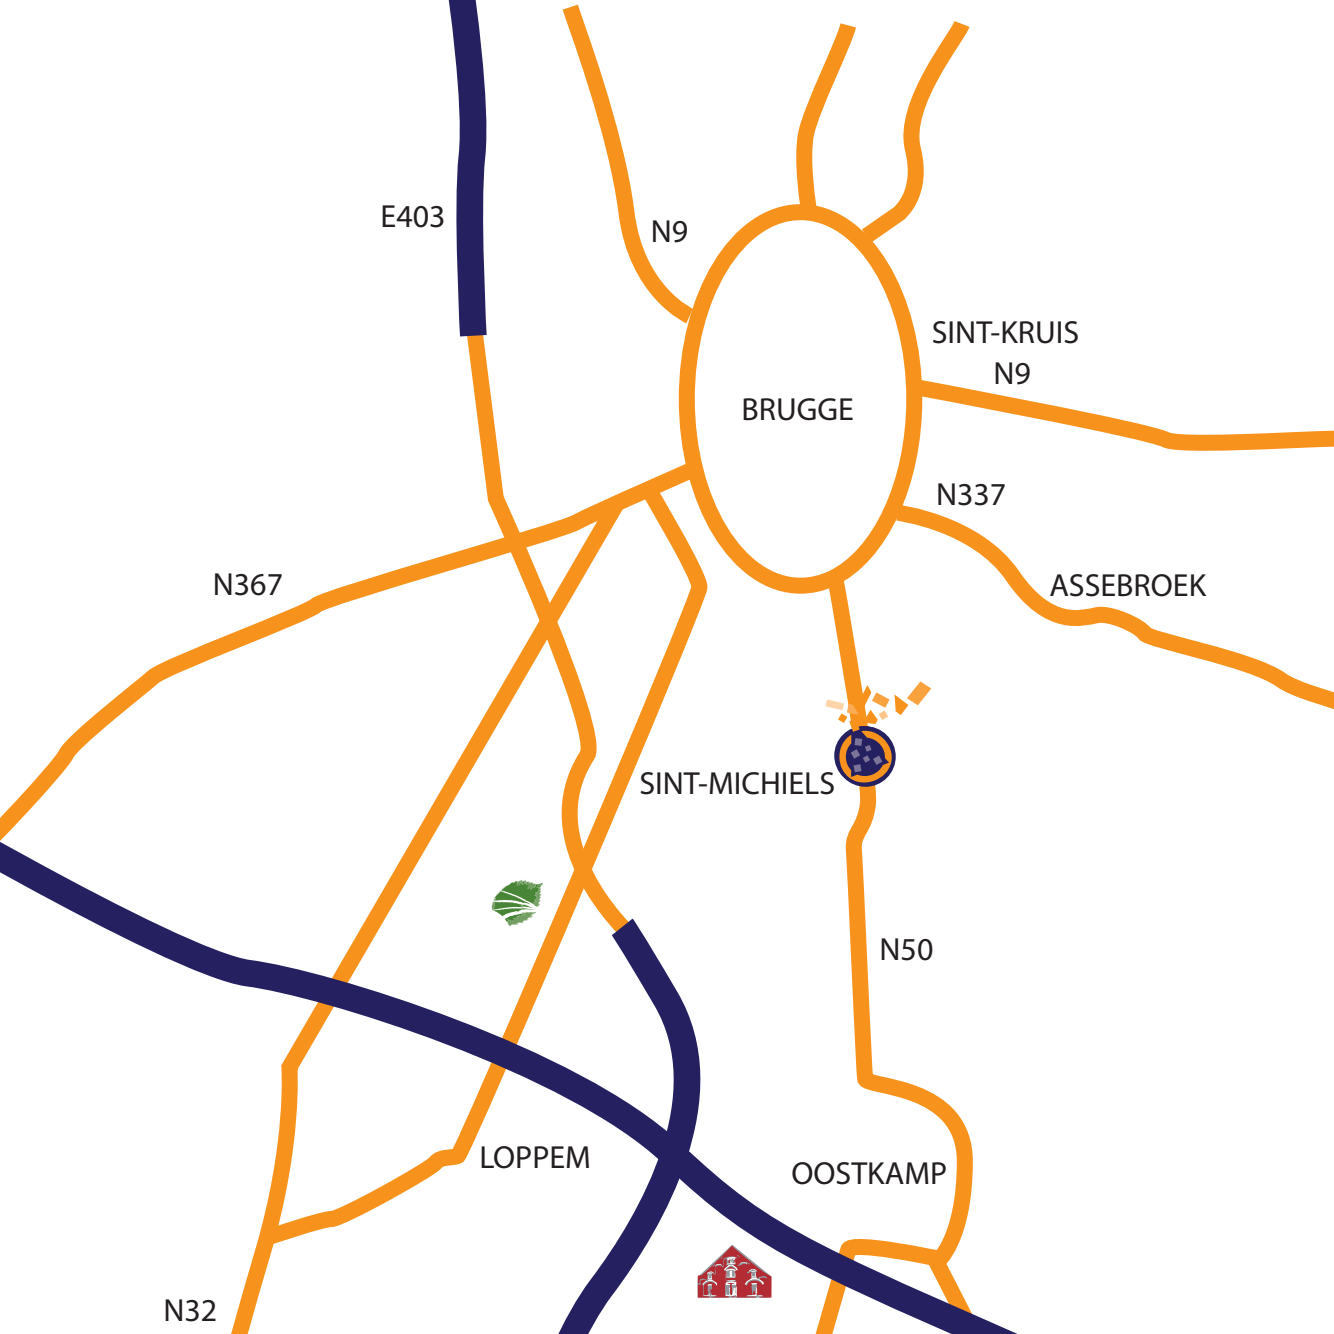 E403
N9
SINT-KRUIS
N9
BRUGGE
N337
N367
ASSEBROEK
SINT-MICHIELS
N50
LOPPEM
OOSTKAMP
N32